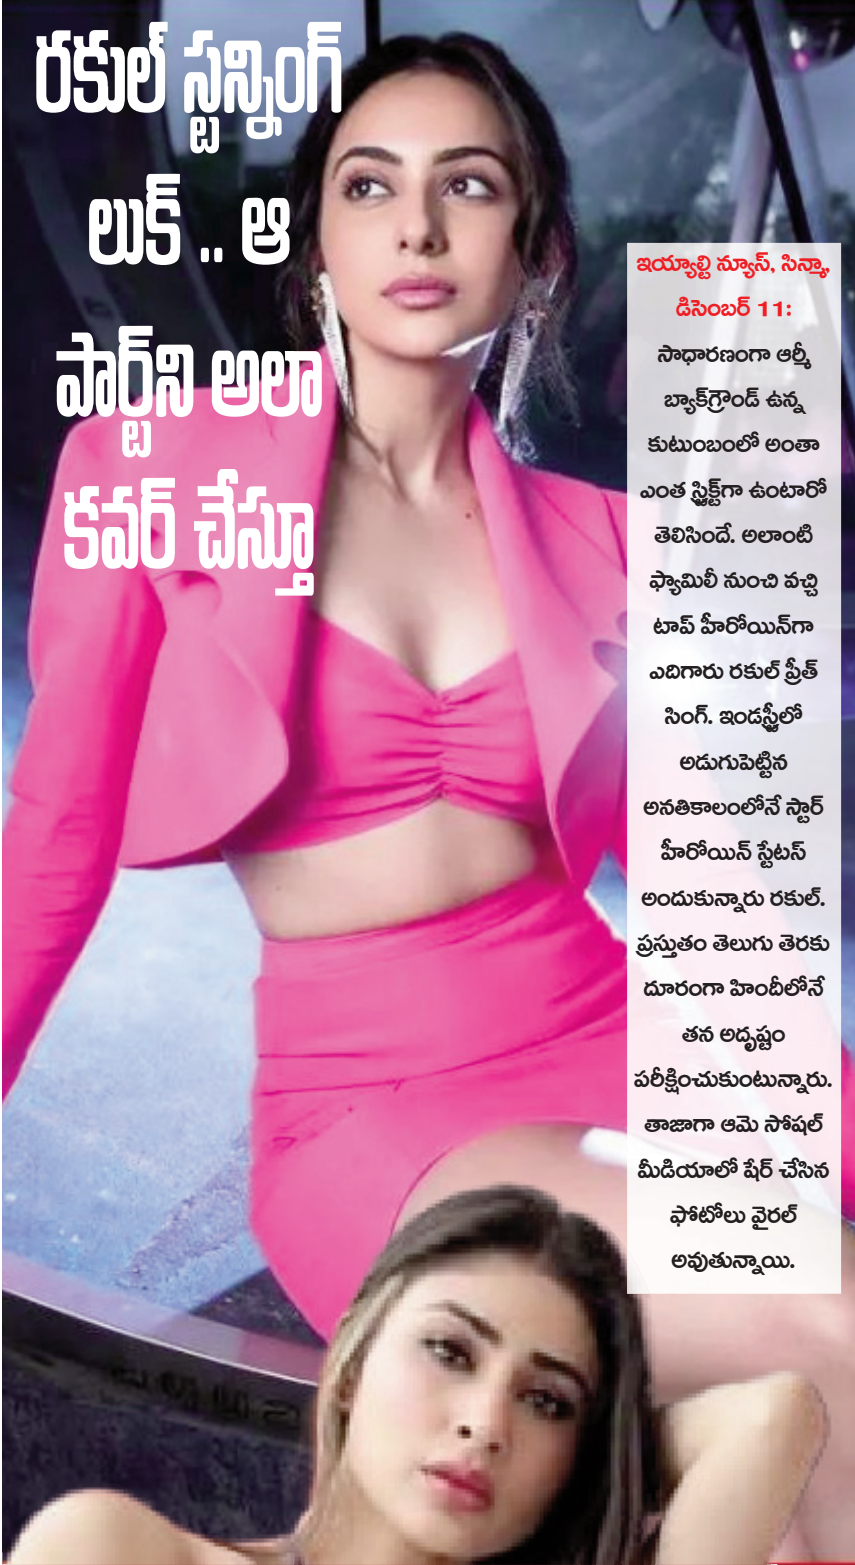 రకుల్ స్టన్నింగ్
లుక్ .. ఆ
పార్ట్‌ని అలా
కవర్ చేస్తూ
ఇయ్యాల్టి న్యూస్, సిన్మా,
డిసెంబర్ 11:
సాధారణంగా ఆర్మీ
బ్యాక్‌గ్రౌండ్ ఉన్న
కుటుంబంలో అంతా
ఎంత స్ట్రిక్ట్‌గా ఉంటారో
తెలిసిందే. అలాంటి
ఫ్యామిలీ నుంచి వచ్చి
టాప్ హీరోయిన్‌గా
ఎదిగారు రకుల్ ప్రీత్
సింగ్. ఇండస్ట్రీలో
అడుగుపెట్టిన
అనతికాలంలోనే స్టార్
హీరోయిన్ స్టేటస్
అందుకున్నారు రకుల్.
ప్రస్తుతం తెలుగు తెరకు
దూరంగా హిందీలోనే
తన అదృష్టం
పరీక్షించుకుంటున్నారు.
తాజాగా ఆమె సోషల్
మీడియాలో షేర్ చేసిన
ఫోటోలు వైరల్
అవుతున్నాయి.